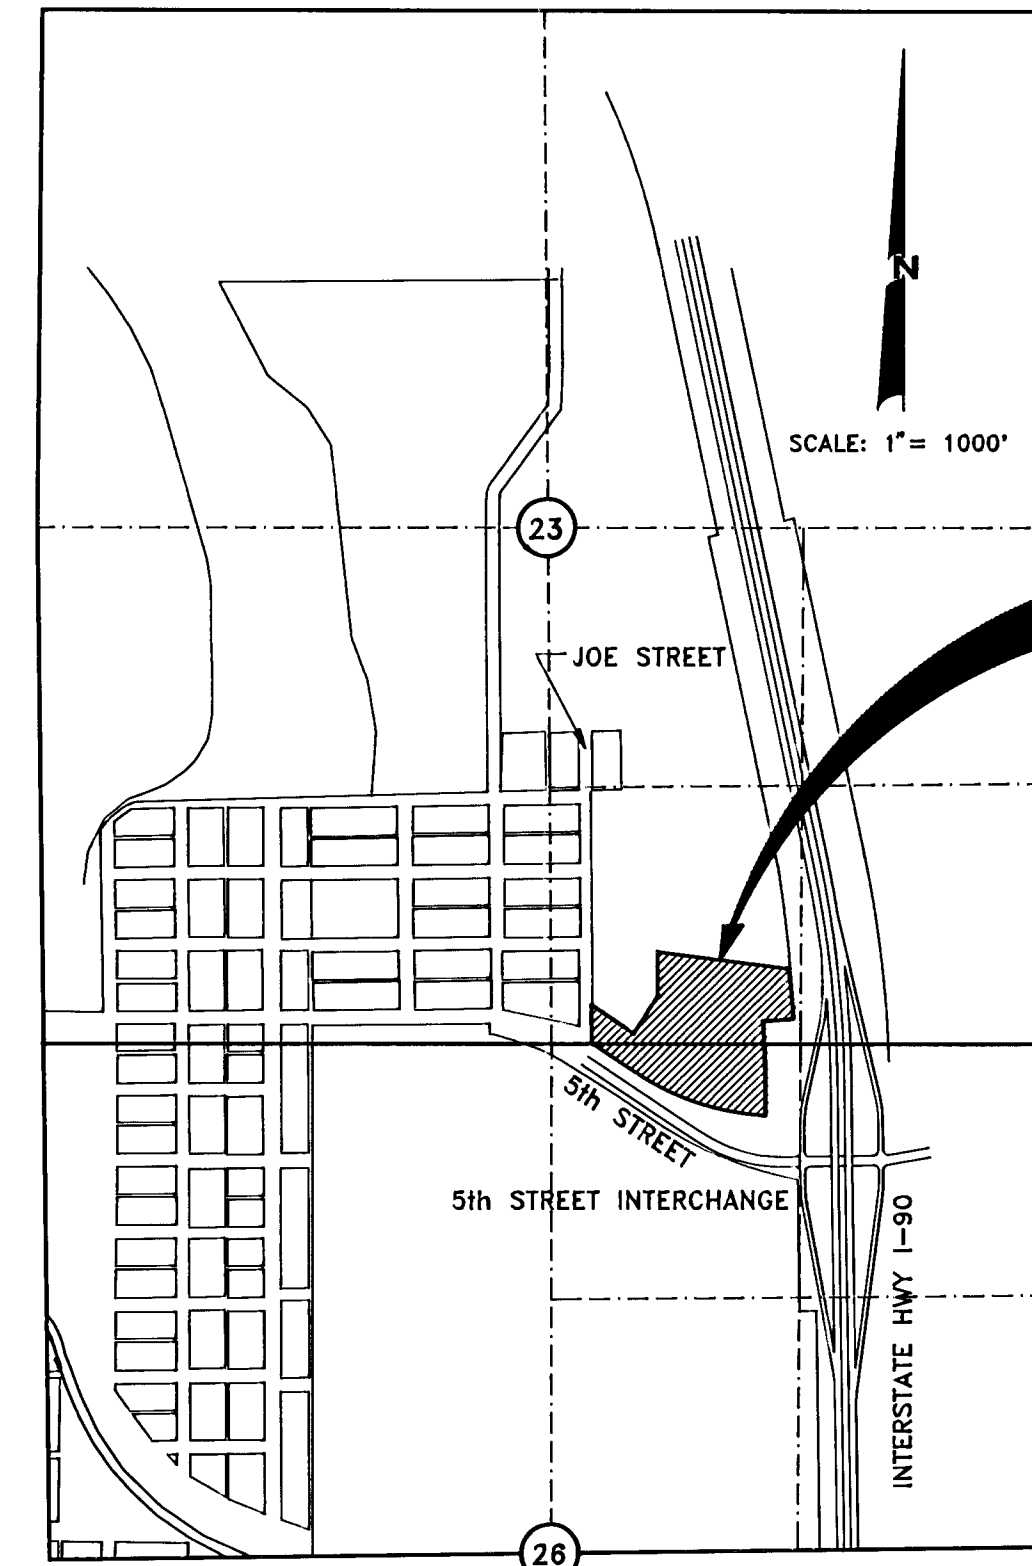 N
SCALE: 1"= 1000'
23
JOE STREET
5th STREET
5th STREET INTERCHANGE
INTERSTATE HWY I-90
26